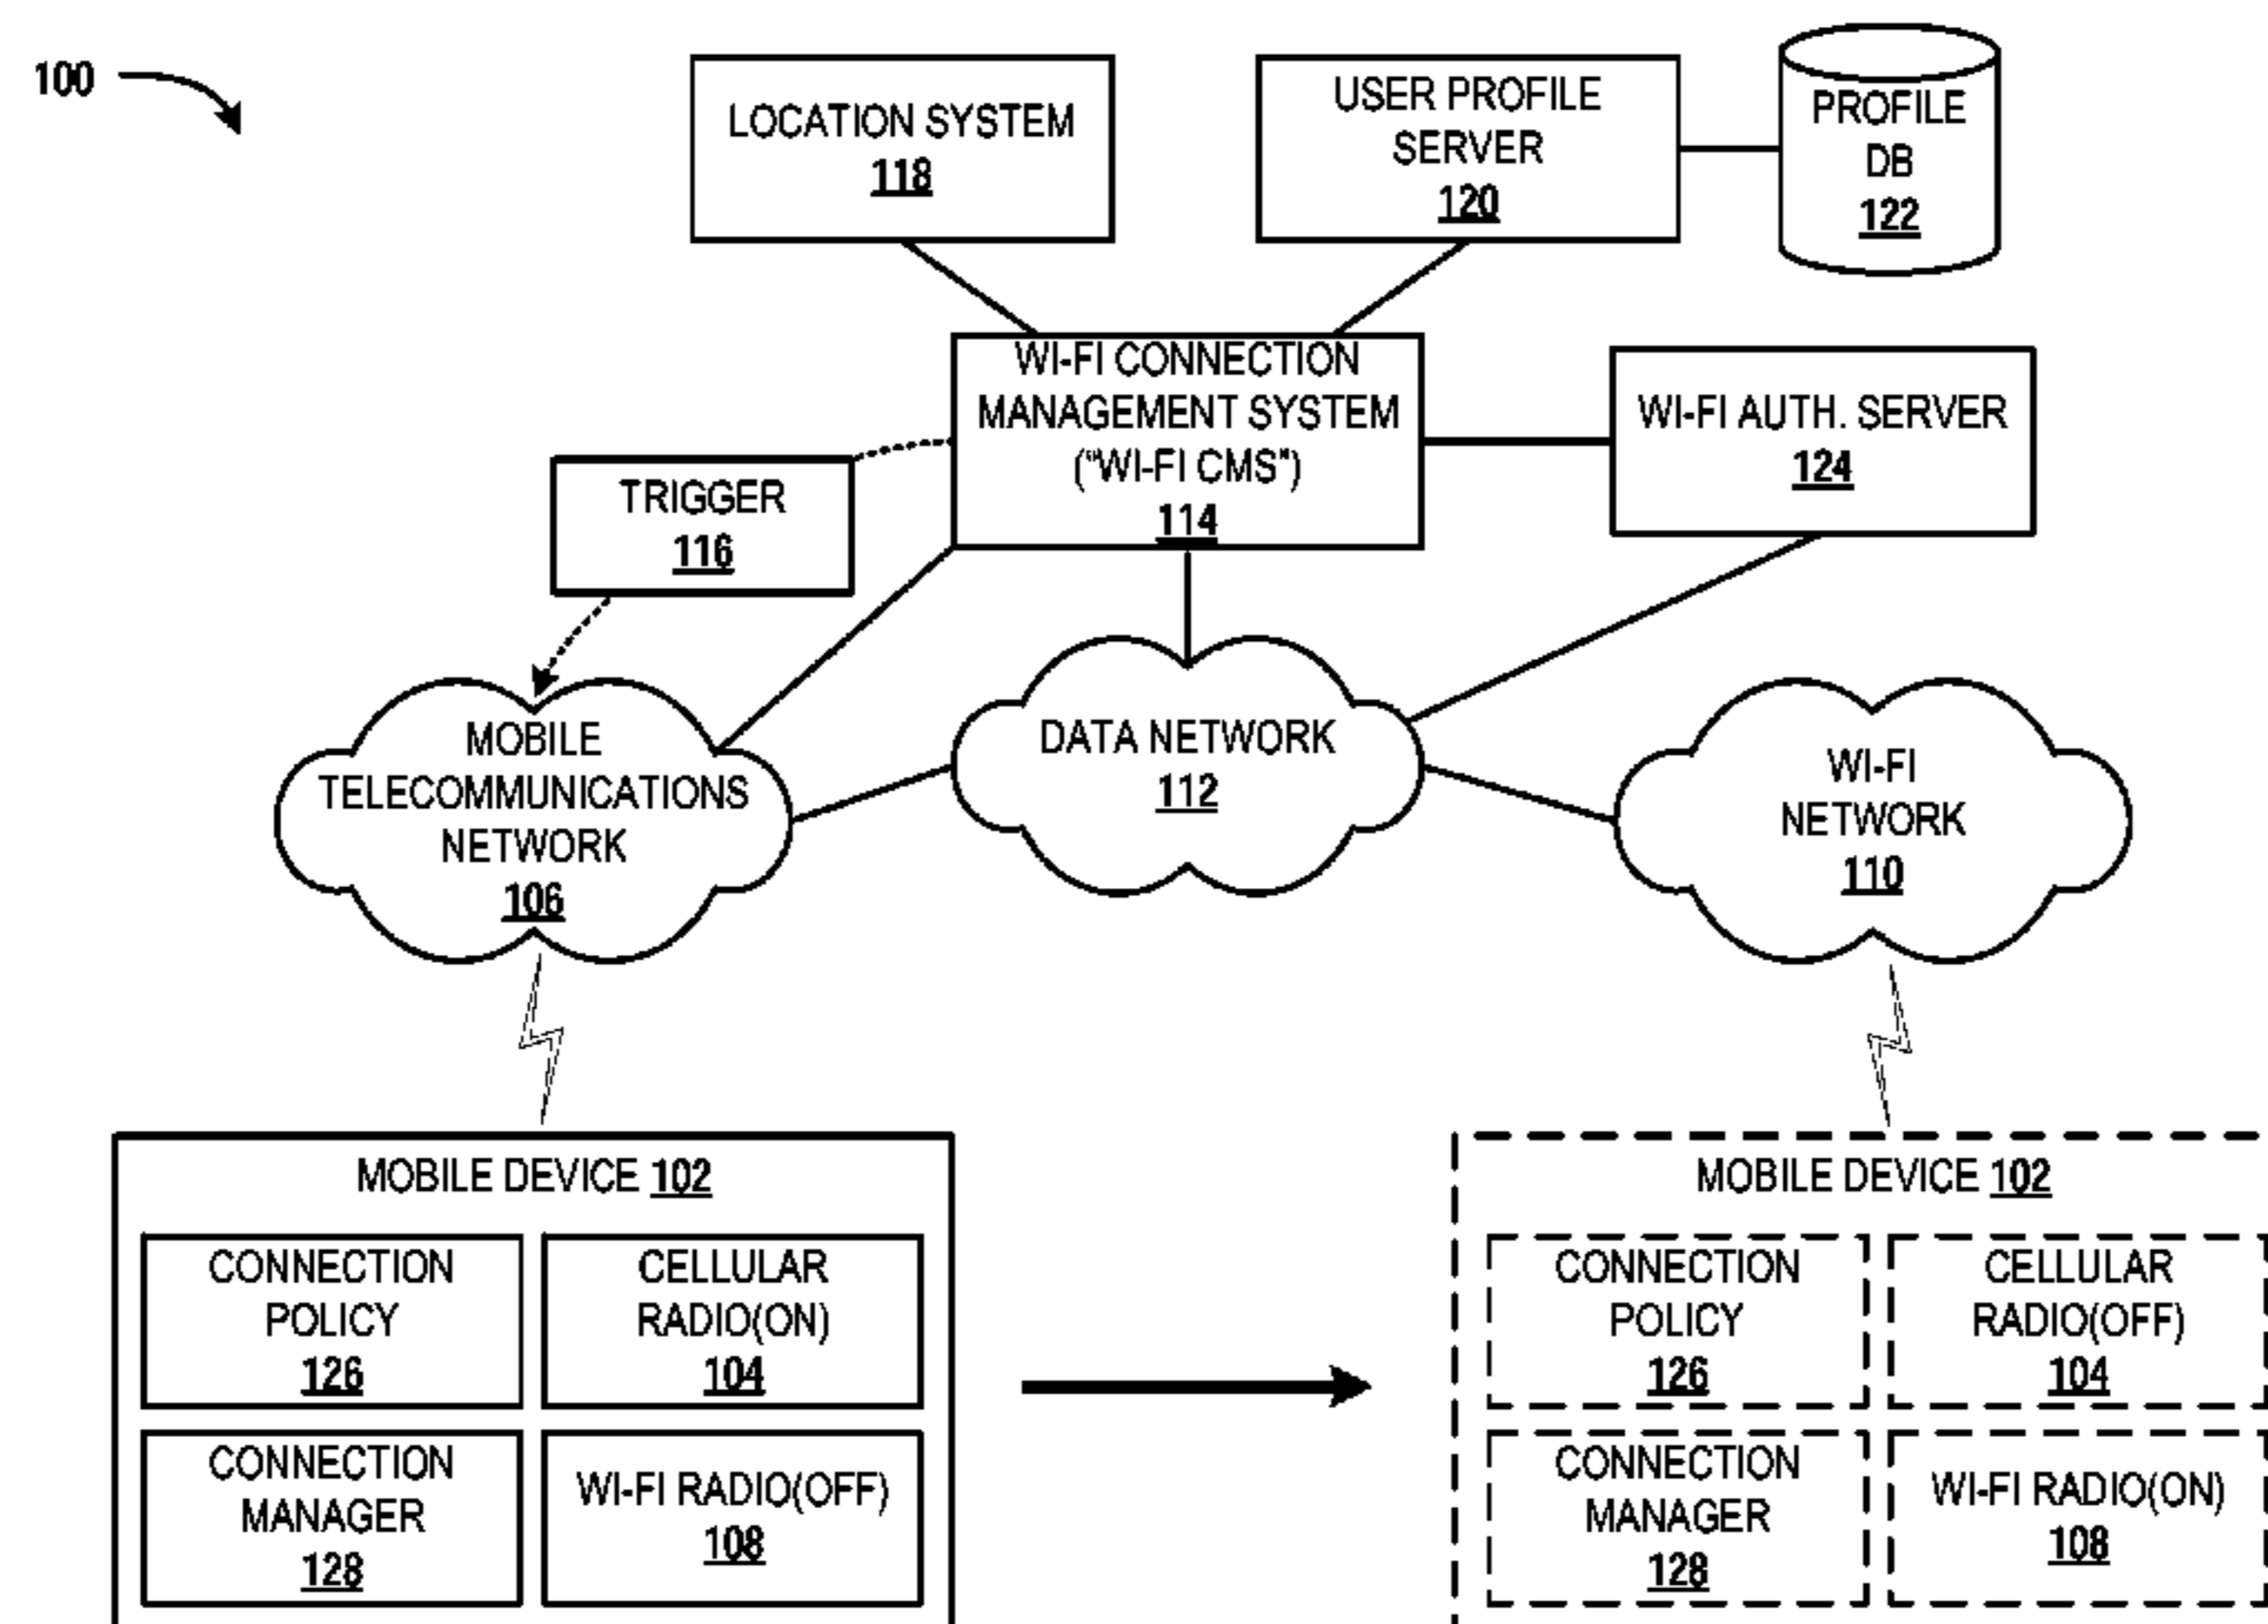 100
LOCATION SYSTEM
118
USER PROFILE
SERVER
120
PROFILE
DB
122
WI-FI CONNECTION
MANAGEMENT SYSTEM
("WI-FI CMS")
114
WI-FI AUTH. SERVER
124
TRIGGER
116
MOBILE
TELECOMMUNICATIONS
NETWORK
106
DATA NETWORK
112
WI-FI
NETWORK
110
MOBILE DEVICE 102
CONNECTION
POLICY
126
CELLULAR
RADIO(ON)
104
CONNECTION
MANAGER
128
WI-FI RADIO(OFF)
108
MOBILE DEVICE 102
CONNECTION
POLICY
126
CELLULAR
RADIO(OFF)
104
CONNECTION
MANAGER
128
WI-FI RADIO(ON)
108